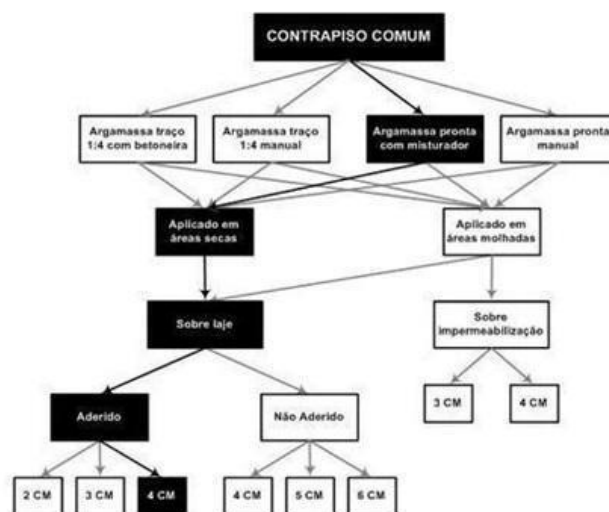 CONTRAPISO COMUM
Argamassa traço
1:4 com betoneira
Argamassa traço
1:4 manual
Argamassa pronta
com misturador
Argamassa pronta
manual
Aplicado em
áreas secas
Aplicado em
áreas molhadas
Sobre laje
Sobre
impermeabilização
3 CM
4 CM
Aderido
Não Aderido
2 CM
3 CM
4 CM
4 CM
5 CM
6 CM